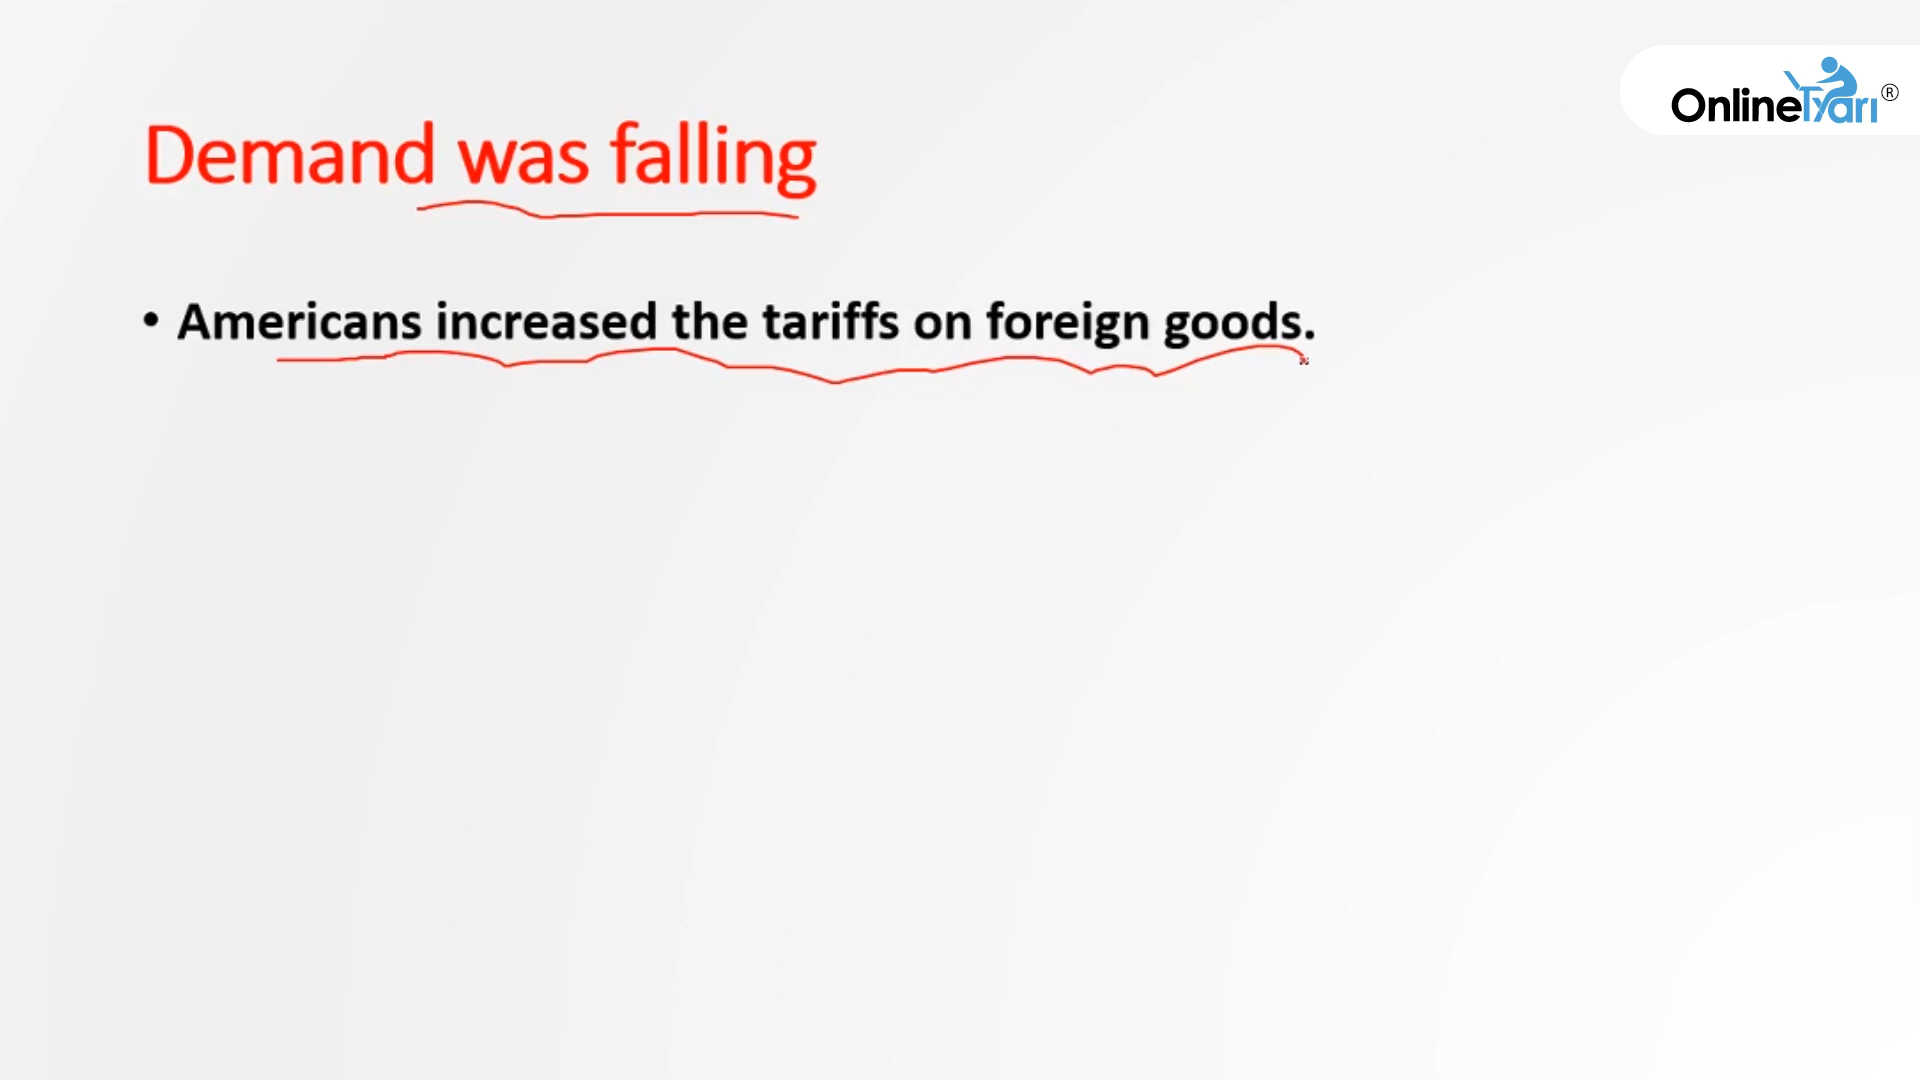 OnlineTyari®
Demand was falling
• Americans increased the tariffs on foreign goods.